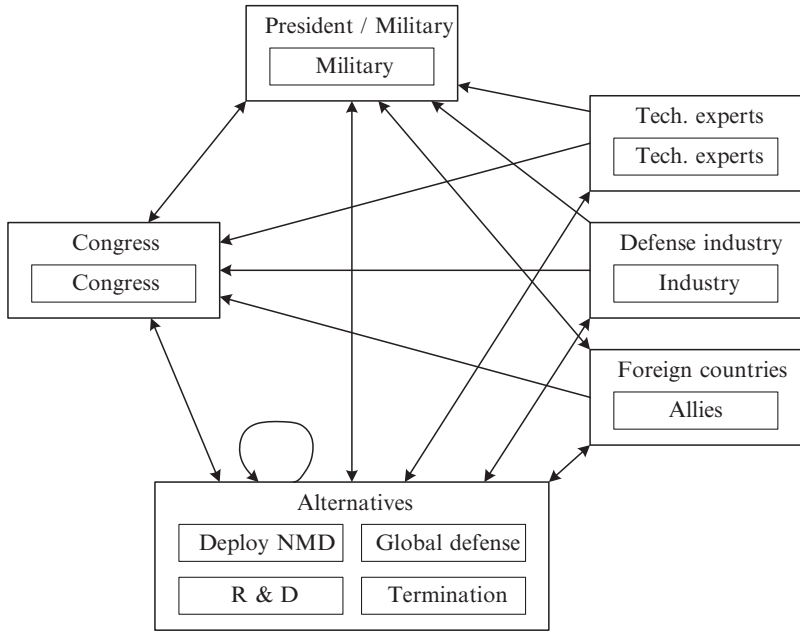 President / Military
Military
Tech. experts
Tech. experts
Congress
Congress
Defense industry
Industry
Foreign countries
Allies
Alternatives
Deploy NMD
Global defense
R & D
Termination